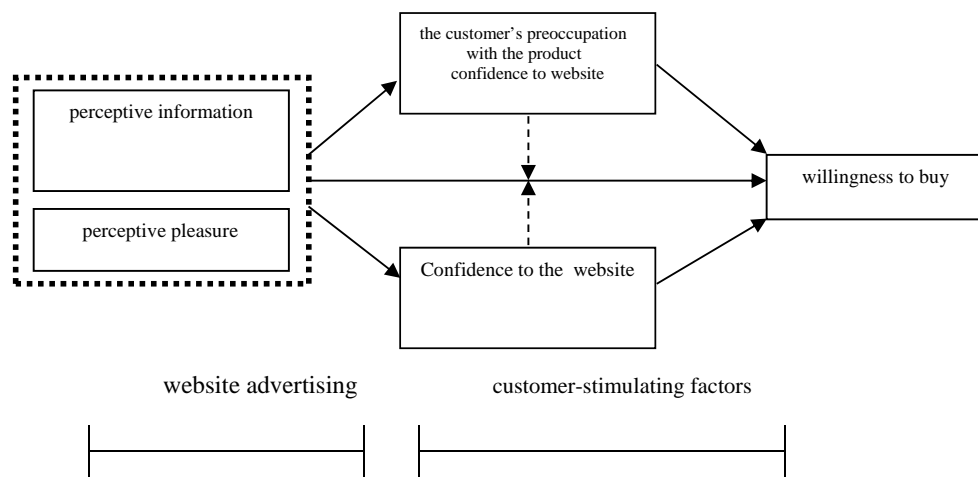 the customer's preoccupation
with the product
confidence to website
perceptive information
willingness to buy
perceptive pleasure
Confidence to the website
website advertising
customer-stimulating factors